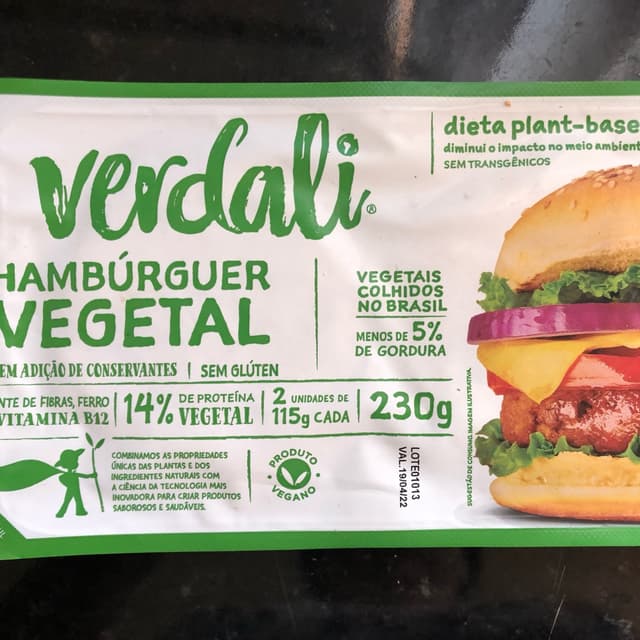 verdali®
dieta plant-base
diminui o impacto no meio ambient
SEM TRANSGÊNICOS
HAMBÚRGUER
VEGETAL
VEGETAIS
COLHIDOS
NO BRASIL
MENOS DE 5%
DE GORDURA
EM ADIÇÃO DE CONSERVANTES | SEM GLÚTEN
NTE DE FIBRAS, FERRO
VITAMINA B12
14% DE PROTEÍNA
VEGETAL
2 UNIDADES DE
115g CADA
230g
COMBINAMOS AS PROPRIEDADES
ÚNICAS DAS PLANTAS E DOS
INGREDIENTES NATURAIS COM
A CIÊNCIA DA TECNOLOGIA MAIS
INOVADORA PARA CRIAR PRODUTOS
SABOROSOS E SAUDÁVEIS.
PRODUTO
VEGANO
LOTE01013
VAL.19/04/22
SUGESTÃO DE CONSUMO/IMAGEM ILUSTRATIVA.